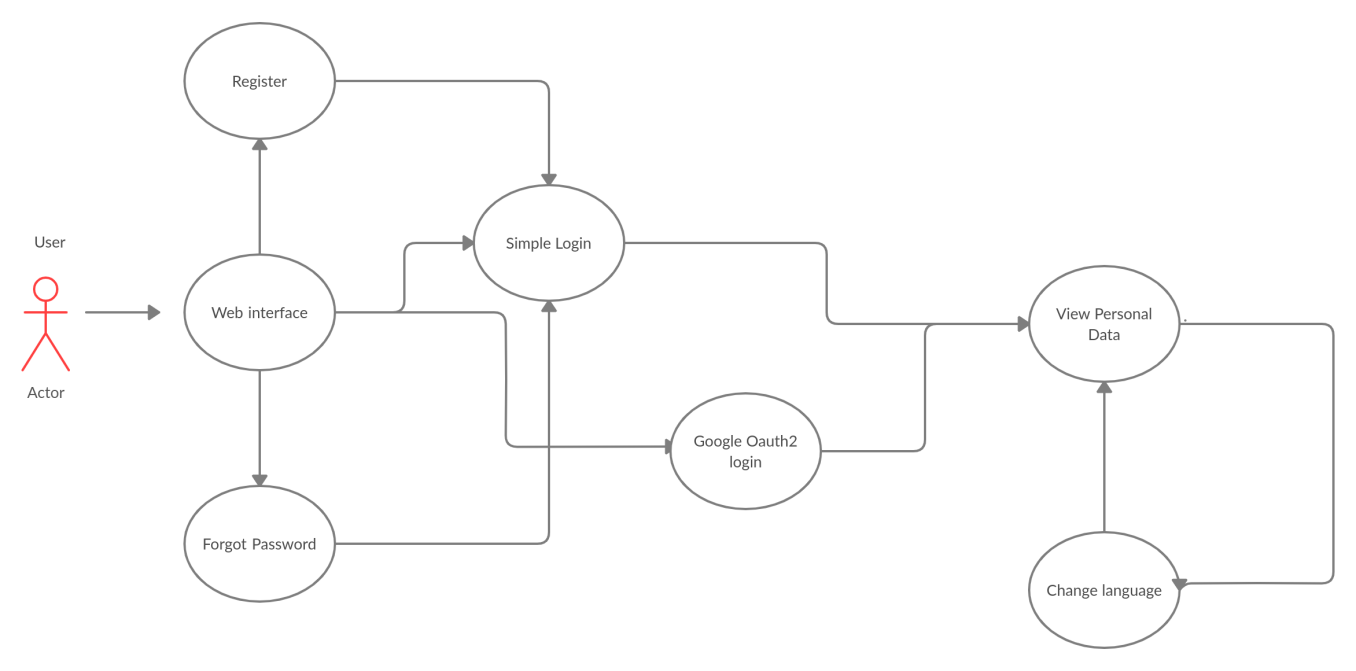 Register
User
Simple Login
Web interface
View Personal
Data
Actor
Google Oauth2
login
Forgot Password
Change language